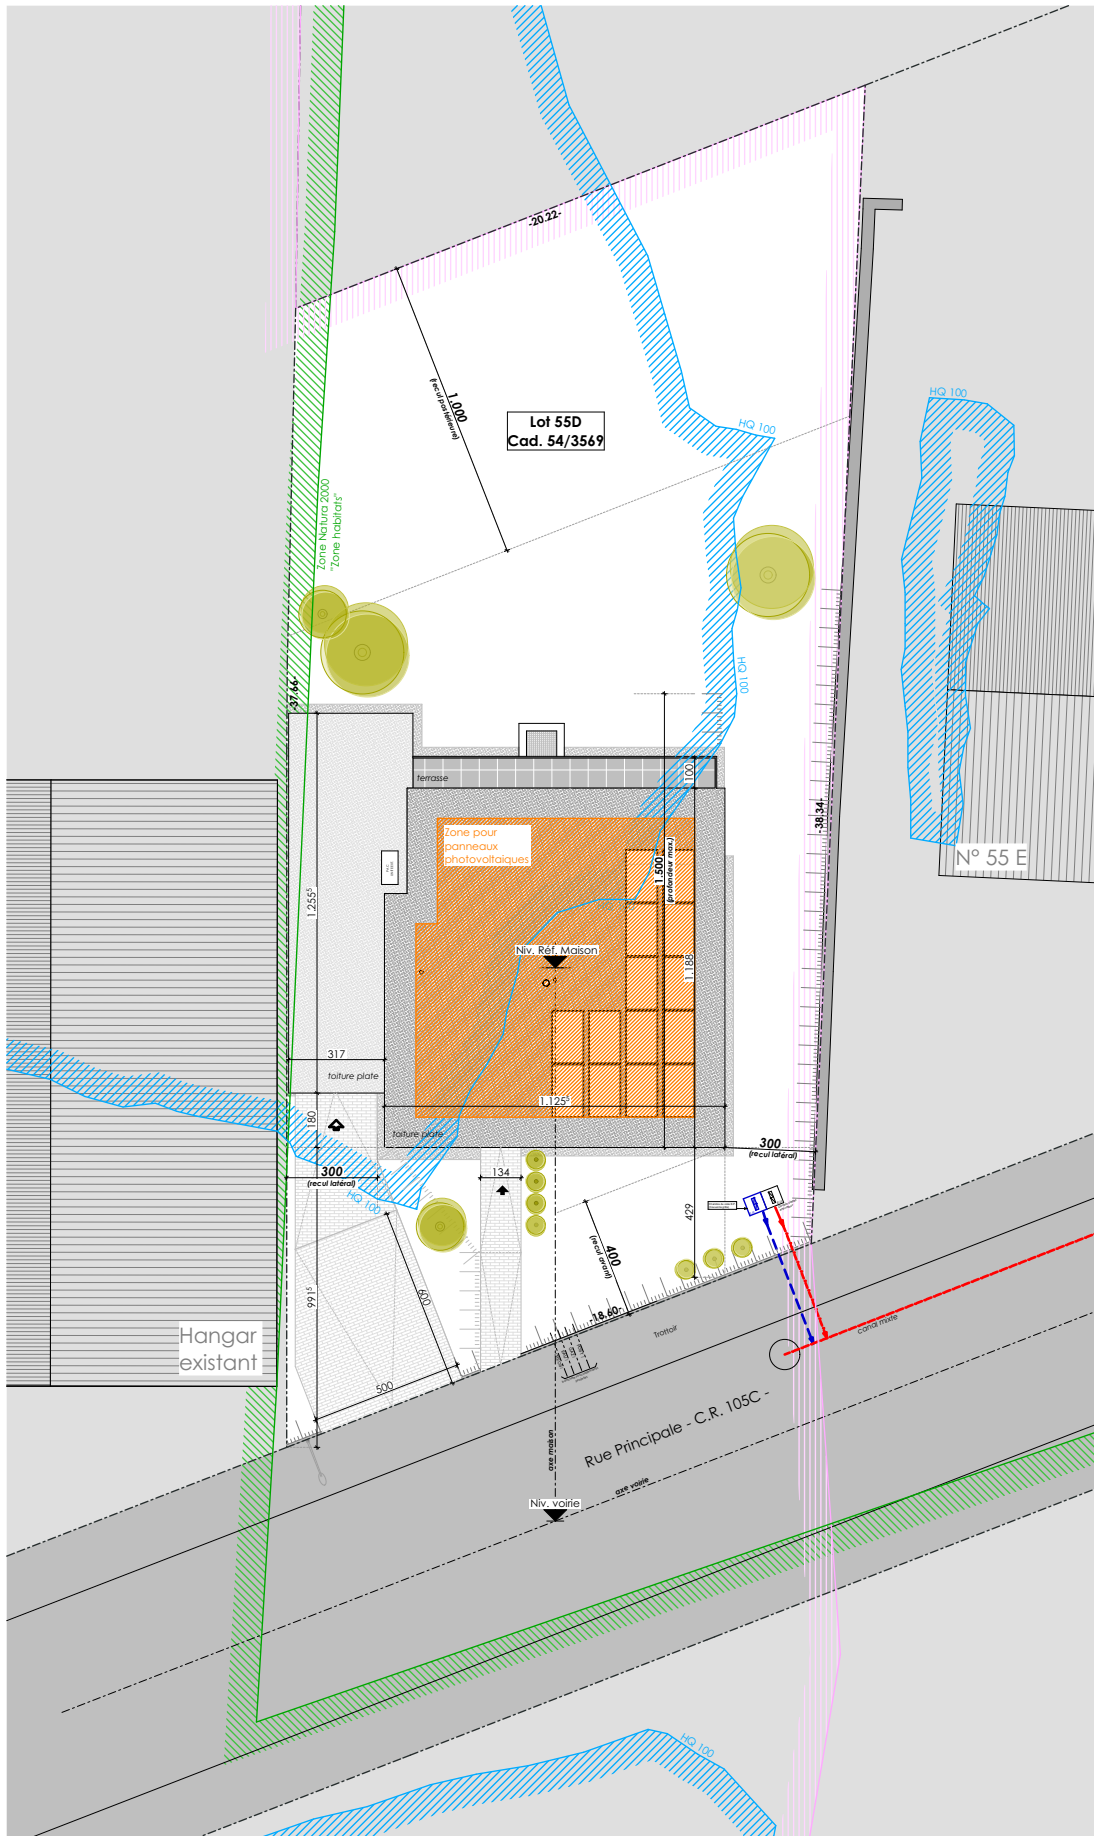 -20.22-
1.000
(recul postérieure)
Lot 55D
Cad. 54/3569
HQ 100
HQ 100
Zone Natura 2000
"Zone habitats"
HQ 100
-37.66-
terrasse
100
-38.34-
Zone pour
panneaux
photovoltaiques
1.500
(profondeur max.)
N° 55 E
1.255⁵
Niv. Réf. Maison
1.188
317
toiture plate
180
1.125⁵
toiture plate
300
(recul latéral)
300
(recul latéral)
134
HQ 100
429
400
(recul avant)
991⁵
600
-18.60-
Trottoir
canal mixte
Hangar
existant
500
Rue Principale - C.R. 105C -
axe maison
axe voirie
Niv. voirie
HQ 100